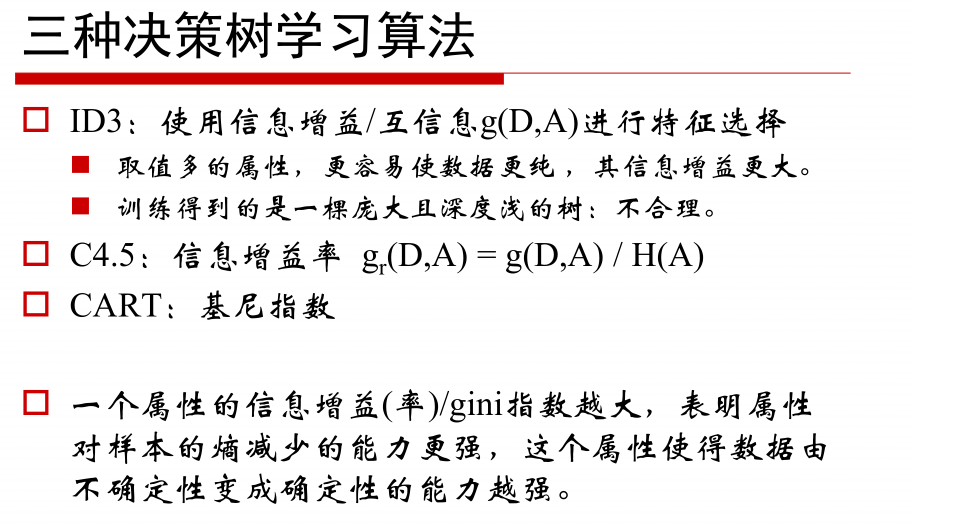 三种决策树学习算法
ID3：使用信息增益/互信息g(D,A)进行特征选择
取值多的属性，更容易使数据更纯，其信息增益更大。
训练得到的是一棵庞大且深度浅的树：不合理。
C4.5：信息增益率 gr(D,A) = g(D,A) / H(A)
CART：基尼指数
一个属性的信息增益(率)/gini指数越大，表明属性
对样本的熵减少的能力更强，这个属性使得数据由
不确定性变成确定性的能力越强。